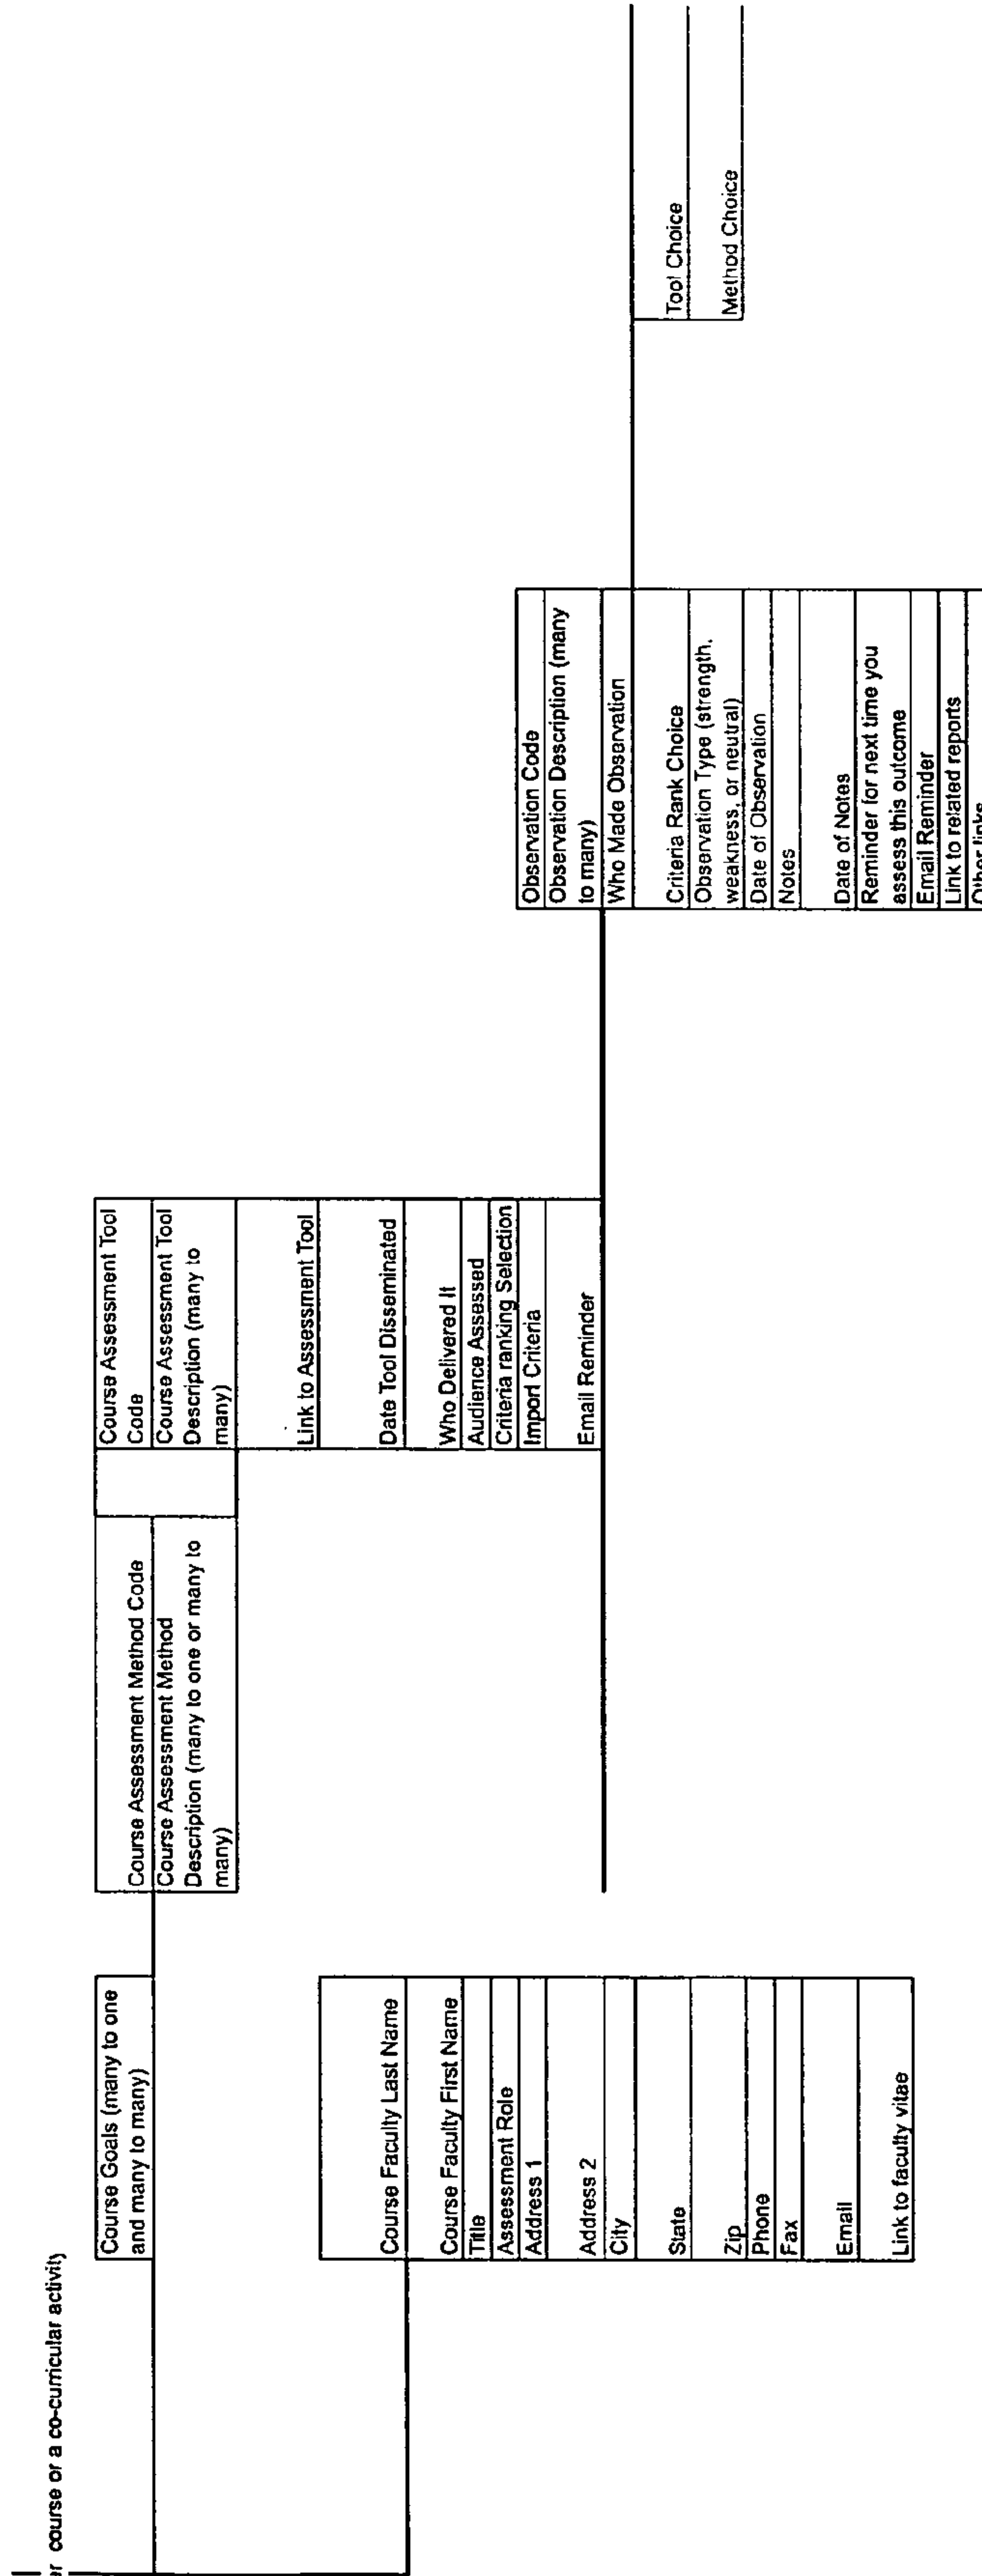 er course or a co-curricular activity
Course Goals (many to one
and many to many)
Course Faculty Last Name
Course Faculty First Name
Title
Assessment Role
Address 1
Address 2
City
State
Zip
Phone
Fax
Email
Link to faculty vitae
Course Assessment Method Code
Course Assessment Method
Description (many to one or many to
many)
Course Assessment Tool
Code
Course Assessment Tool
Description (many to
many)
Link to Assessment Tool
Date Tool Disseminated
Who Delivered It
Audience Assessed
Criteria ranking Selection
Import Criteria
Email Reminder
Observation Code
Observation Description (many
to many)
Who Made Observation
Criteria Rank Choice
Observation Type (strength,
weakness, or neutral)
Date of Observation
Notes
Date of Notes
Reminder for next time you
assess this outcome
Email Reminder
Link to related reports
Other links
Tool Choice
Method Choice